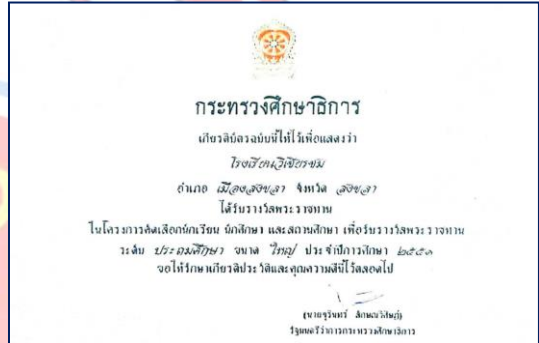 กระทรวงศึกษาธิการ
เกียรติบัตรฉบับนี้ให้ไว้เพื่อแสดงว่า
โรงเรียนวิเชียรชม
อำเภอ เมืองสงขลา จังหวัด สงขลา
ได้รับรางวัลพระราชทาน
ในโครงการคัดเลือกนักเรียน นักศึกษา และสถานศึกษา เพื่อรับรางวัลพระราชทาน
ระดับ ประถมศึกษา ขนาด ใหญ่ ประจำปีการศึกษา ๒๕๕๑
ขอให้รักษาเกียรติประวัติและคุณความดีนี้ไว้ตลอดไป
(นายจุรินทร์ ลักษณวิศิษฏ์)
รัฐมนตรีว่าการกระทรวงศึกษาธิการ